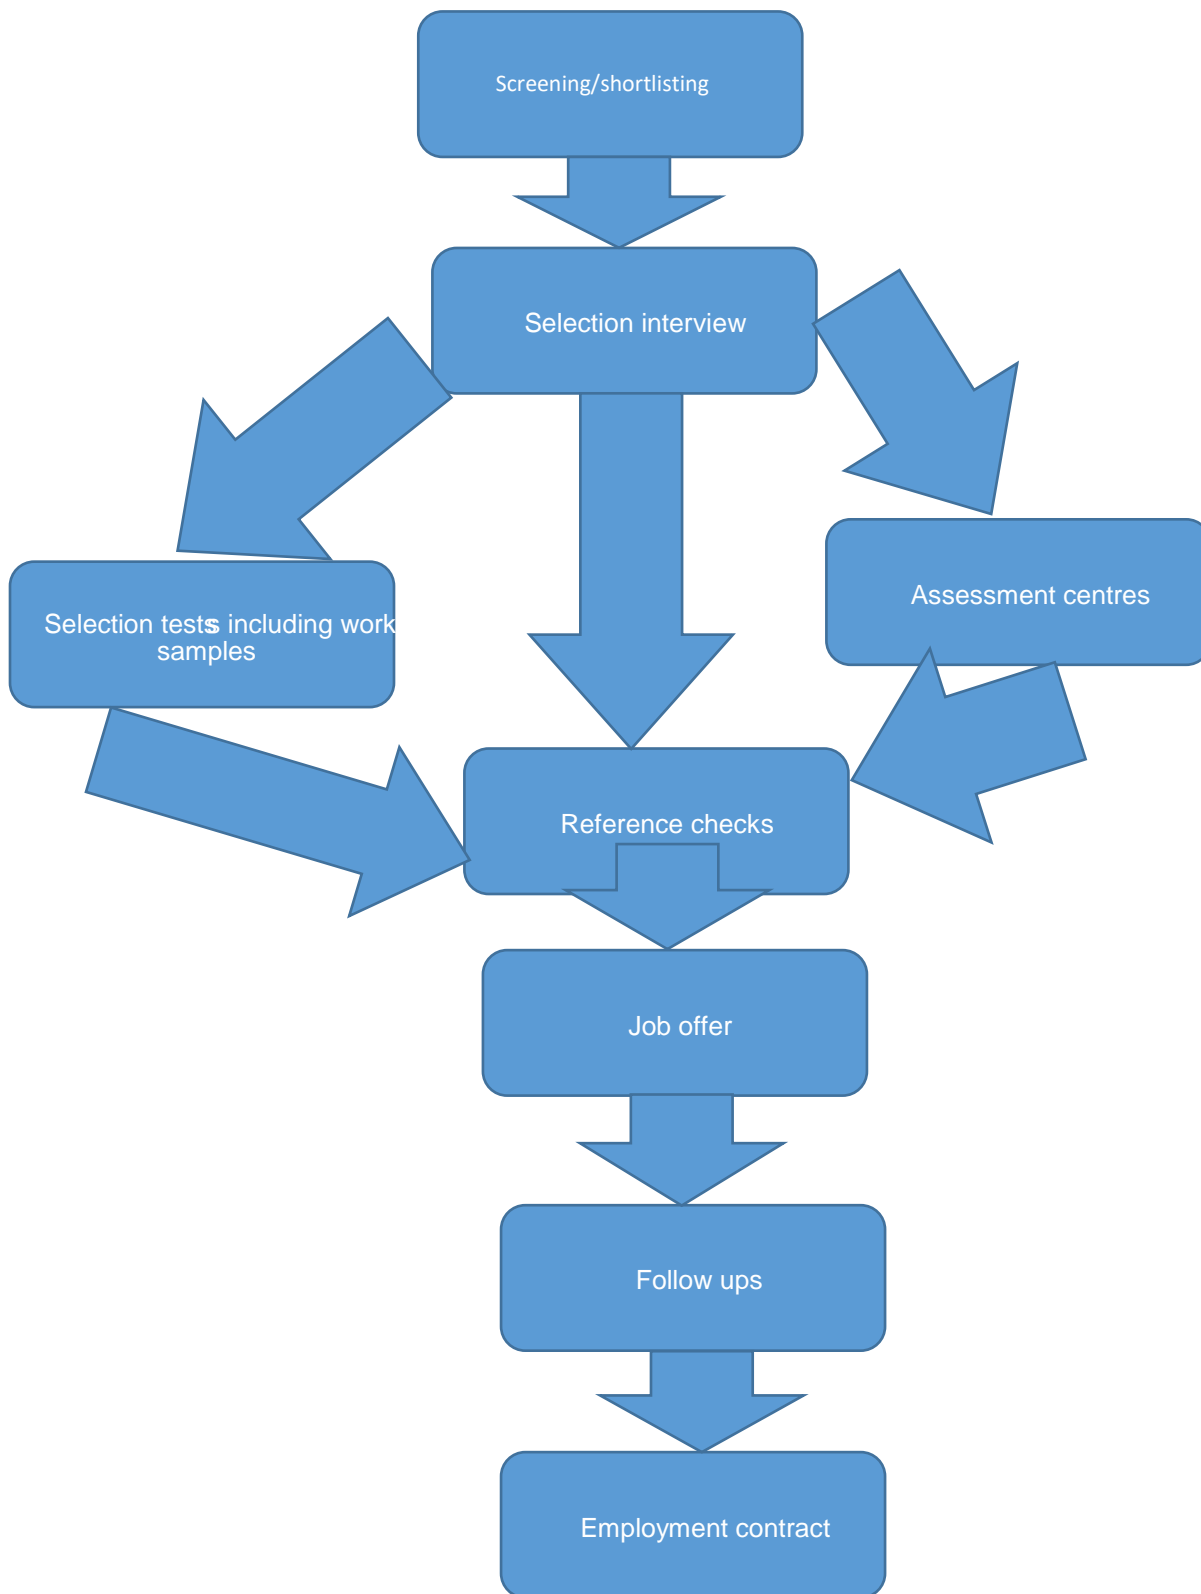 Screening/shortlisting
Selection interview
Assessment centres
Selection tests including work
samples
Reference checks
Job offer
Follow ups
Employment contract